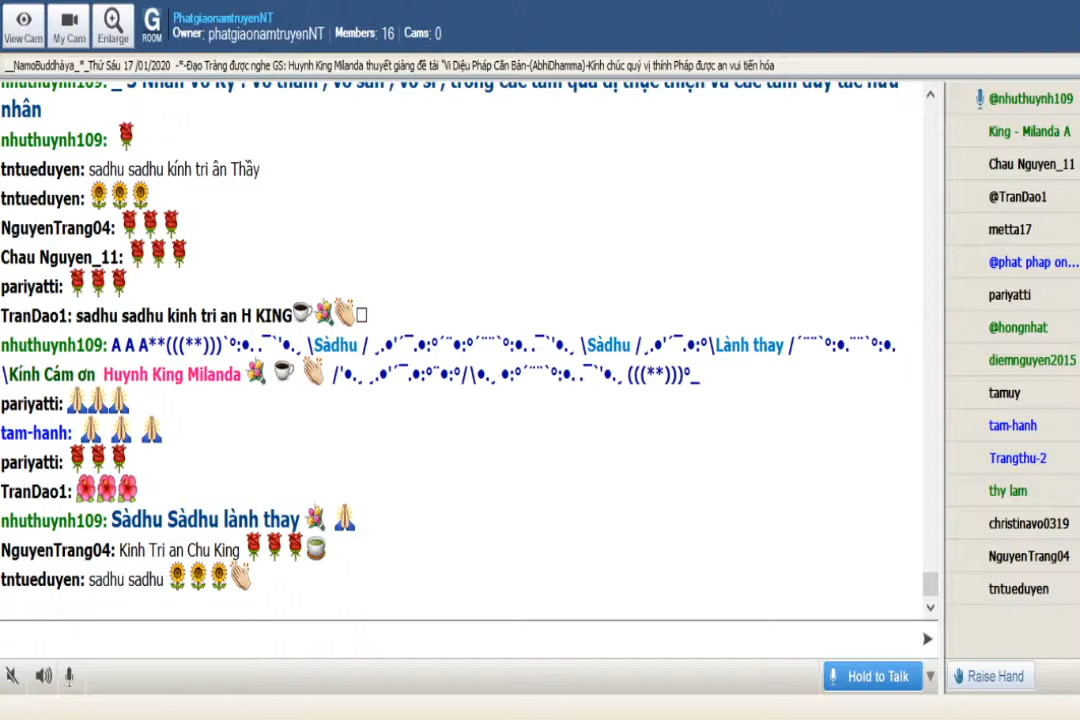 View Cam
My Cam
Enlarge
G
ROOM
PhatgiaonamtruyenNT
Owner: phatgiaonamtruyenNT | Members: 16 | Cams: 0
__NamoBuddhàya_*_Thứ Sáu 17 /01/2020 -*-Đạo Tràng được nghe GS: Huynh King Milanda thuyết giảng đề tài "Vi Diệu Pháp Căn Bản-(AbhiDhamma)-Kính chúc quý vị thính Pháp được an vui tiến hóa
nhân
nhuthuynh109:
tntueduyen: sadhu sadhu kính tri ân Thầy
tntueduyen:
NguyenTrang04:
Chau Nguyen_11:
pariyatti:
TranDao1: sadhu sadhu kinh tri an H KING
nhuthuynh109: A A A**(((**)))`°:•. .¯`'•.¸ \Sàdhu / ¸.•'´¯.•:°´¨•:°´¨¨`°:•. .¯`'•.¸ \Sàdhu /¸.•'´¯.•:°\Lành thay /´¨¨`°:•.¨¨`°:•.
\Kính Cám ơn Huynh King Milanda /'•.¸ ¸.•'´¯.•:°¨•:°/\•.¸ •:°´¨¨`°:•. .¯`'•.¸ (((**)))°_
pariyatti:
tam-hanh:
pariyatti:
TranDao1:
nhuthuynh109: Sàdhu Sàdhu lành thay
NguyenTrang04: Kinh Tri an Chu King
tntueduyen: sadhu sadhu
@nhuthuynh109
King - Milanda A
Chau Nguyen_11
@TranDao1
metta17
@phat phap on...
pariyatti
@hongnhat
diemnguyen2015
tamuy
tam-hanh
Trangthu-2
thy lam
christinavo0319
NguyenTrang04
tntueduyen
Hold to Talk
Raise Hand